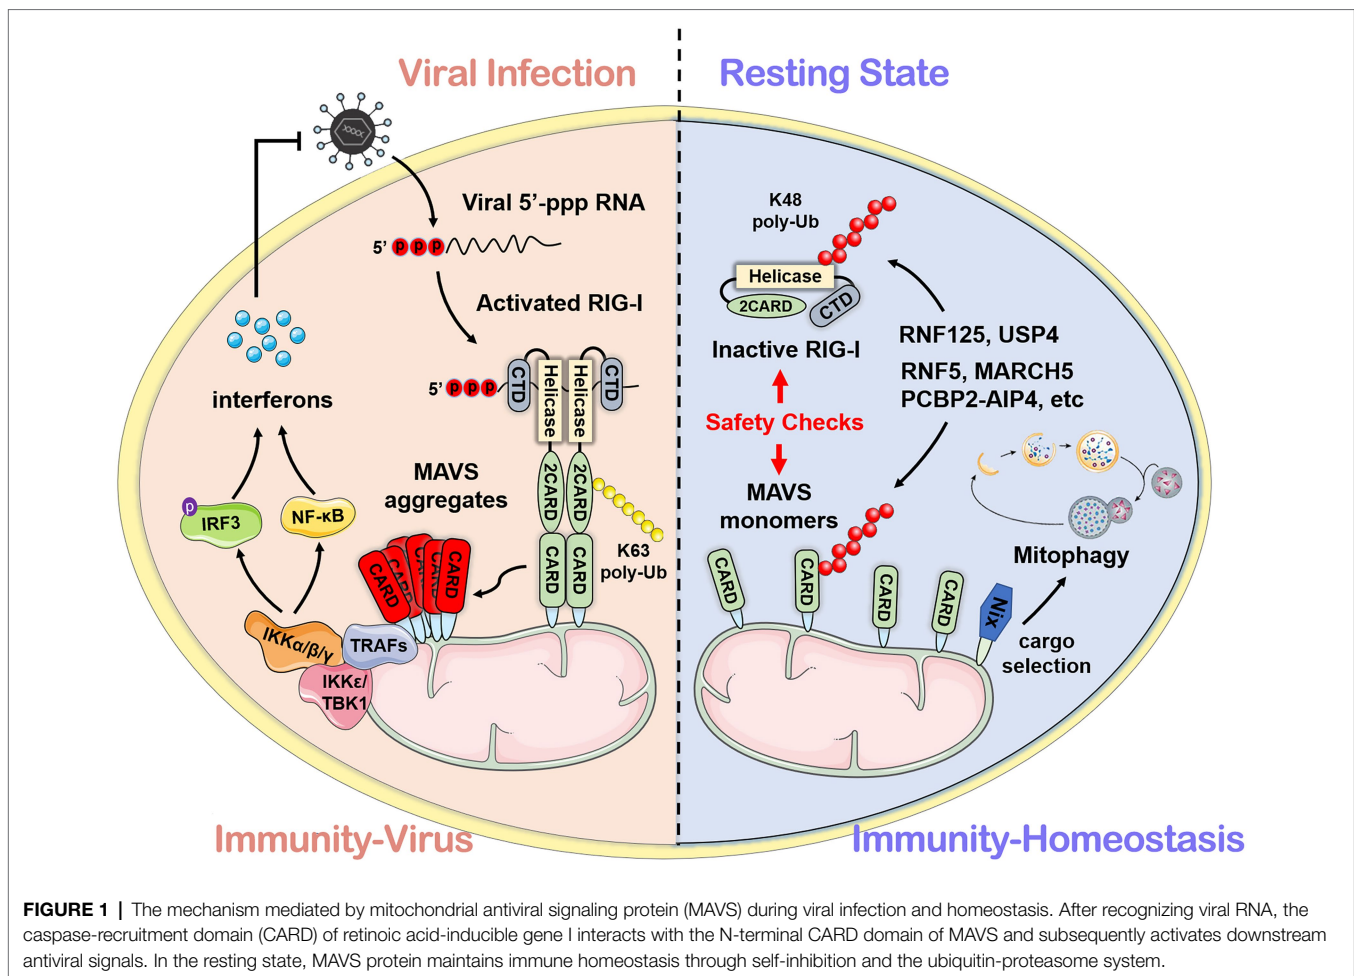 Viral Infection
Resting State
Viral 5’-ppp RNA
5’ p p p
Activated RIG-I
5’ p p p
CTD
Helicase
Helicase
CTD
2CARD
2CARD
CARD
CARD
K63
poly-Ub
MAVS
aggregates
CARD
CARD
CARD
CARD
interferons
p
IRF3
NF-κB
IKKα/β/γ
TRAFs
IKKε/
TBK1
Immunity-Virus
K48
poly-Ub
Helicase
2CARD
CTD
Inactive RIG-I
Safety Checks
MAVS
monomers
RNF125, USP4
RNF5, MARCH5
PCBP2-AIP4, etc
Mitophagy
CARD
CARD
CARD
CARD
Nix
cargo
selection
Immunity-Homeostasis
FIGURE 1 | The mechanism mediated by mitochondrial antiviral signaling protein (MAVS) during viral infection and homeostasis. After recognizing viral RNA, the
caspase-recruitment domain (CARD) of retinoic acid-inducible gene I interacts with the N-terminal CARD domain of MAVS and subsequently activates downstream
antiviral signals. In the resting state, MAVS protein maintains immune homeostasis through self-inhibition and the ubiquitin-proteasome system.